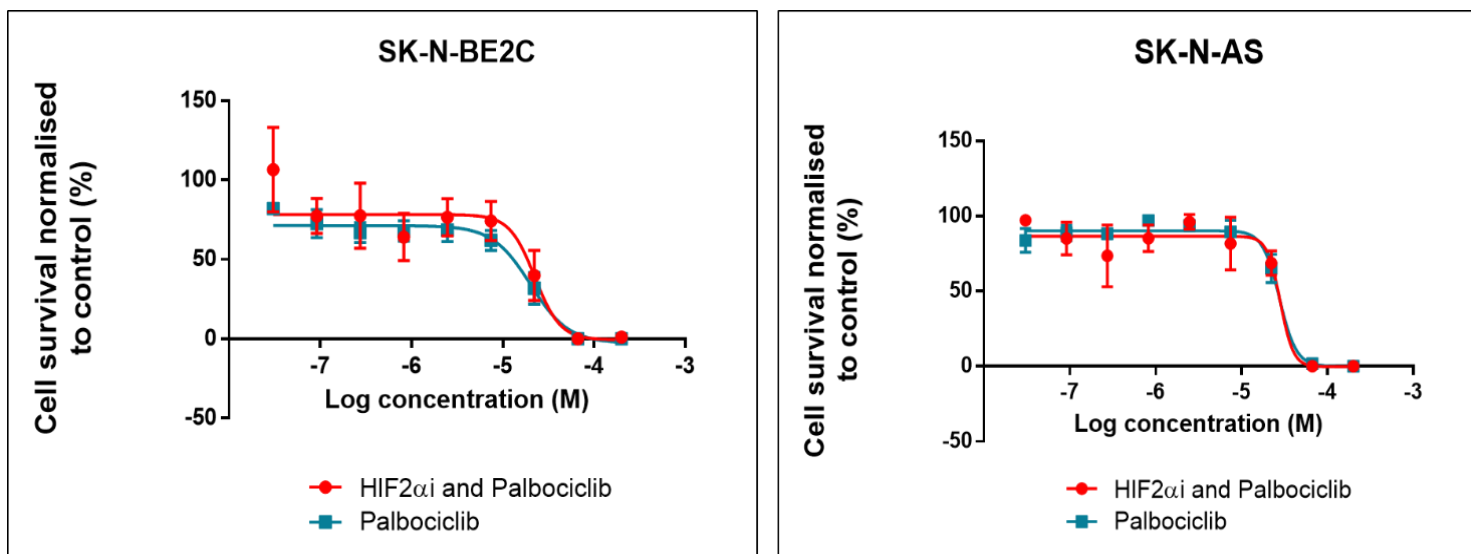 SK-N-BE2C
Cell survival normalised
to control (%)
150
100
50
0
-50
-7
-6
-5
-4
-3
Log concentration (M)
HIF2αi and Palbociclib
Palbociclib
SK-N-AS
Cell survival normalised
to control (%)
150
100
50
0
-50
-7
-6
-5
-4
-3
Log concentration (M)
HIF2αi and Palbociclib
Palbociclib